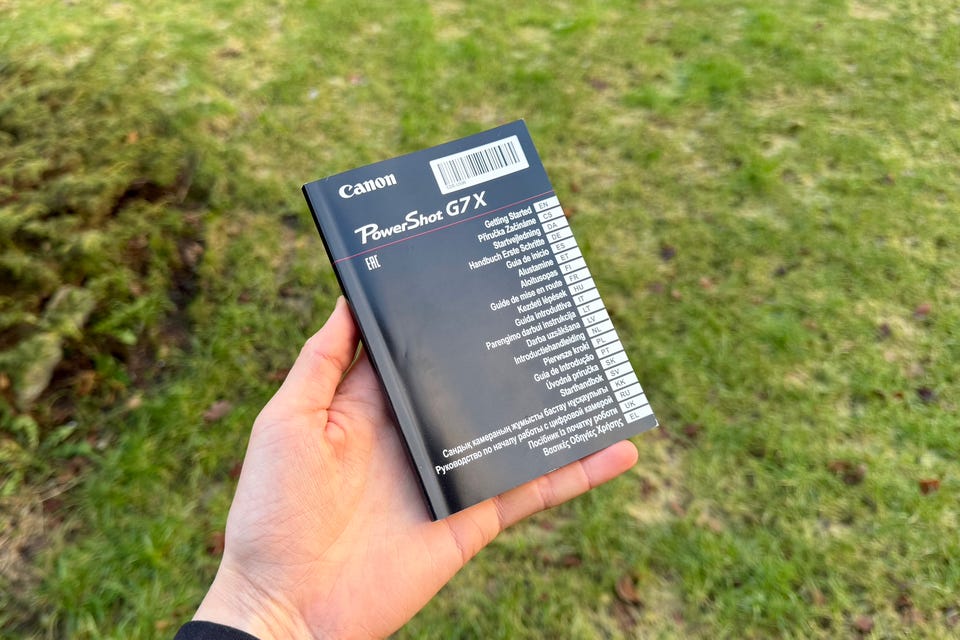 Canon
PowerShot G7 X
EAC
Getting Started EN
Příručka Začínáme CS
Startvejledning DA
Handbuch Erste Schritte DE
Guía de inicio ES
Alustamine ET
Aloitusopas FI
Guide de mise en route FR
Kezdeti lépések HU
Guida introduttiva IT
Parengimo darbui instrukcija LT
Darba uzsākšana LV
Introductiehandleiding NL
Pierwsze kroki PL
Guia de Introdução PT
Úvodná príručka SK
Starthandbok SV
Сандық камераның жұмысты бастау нұсқаулығы KK
Руководство по началу работы с цифровой камерой RU
Посібник із початку роботи UK
Βασικές Οδηγίες Χρήσης EL